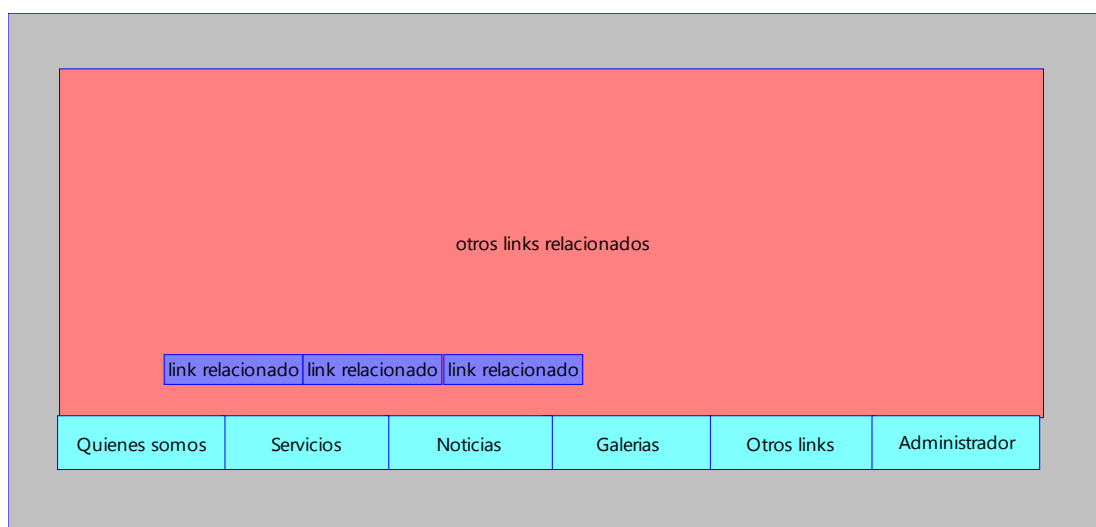 otros links relacionados
link relacionado link relacionado link relacionado
Quienes somos Servicios Noticias Galerias Otros links Administrador